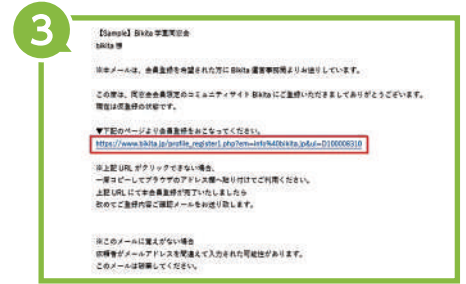 3
【Sample】Bikita 学園同窓会
bikita 様
※本メールは、会員登録を希望された方に Bikita 運営事務局よりお送りしています。
この度は、同窓会会員限定のコミュニティサイト Bikita にご登録いただきましてありがとうございます。
現在は仮登録の状態です。
▼下記のページより会員登録をおこなってください。
https://www.bikita.jp/profile_register1.php?em=info%40bikita.jp&ui=D100006310
※上記 URL がクリックできない場合、
一度コピーしてブラウザのアドレス欄へ貼り付けてご利用ください。
上記 URL にて本会員登録が完了いたしましたら
改めてご登録内容ご確認メールをお送り致します。
※このメールに覚えがない場合
依頼者がメールアドレスを間違えて入力された可能性があります。
このメールは破棄してください。